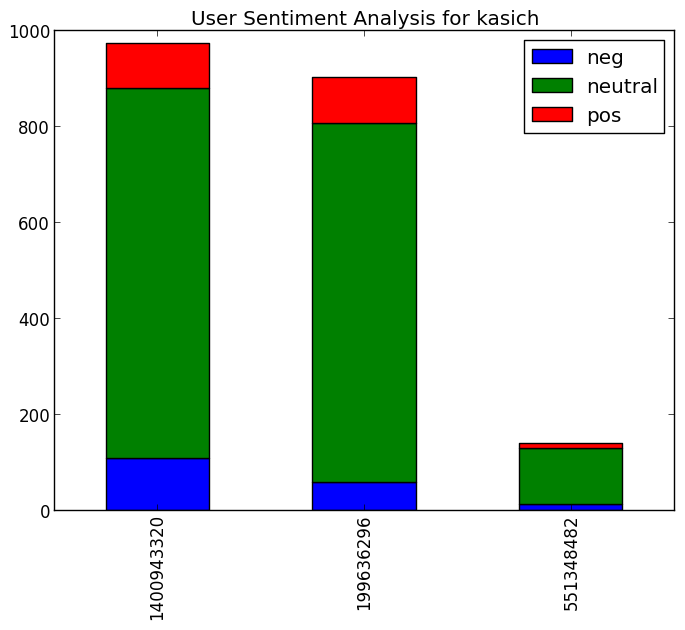 User Sentiment Analysis for kasich
1000
800
600
400
200
0
neg
neutral
pos
1400943320
199636296
551348482